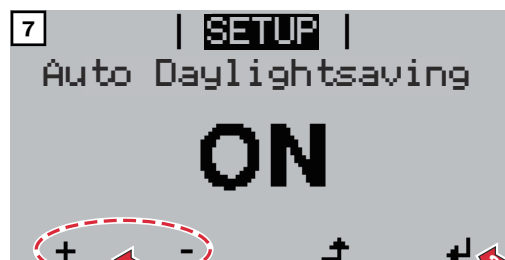 7
| SETUP |
Auto Daylightsaving
ON
+ - ↵